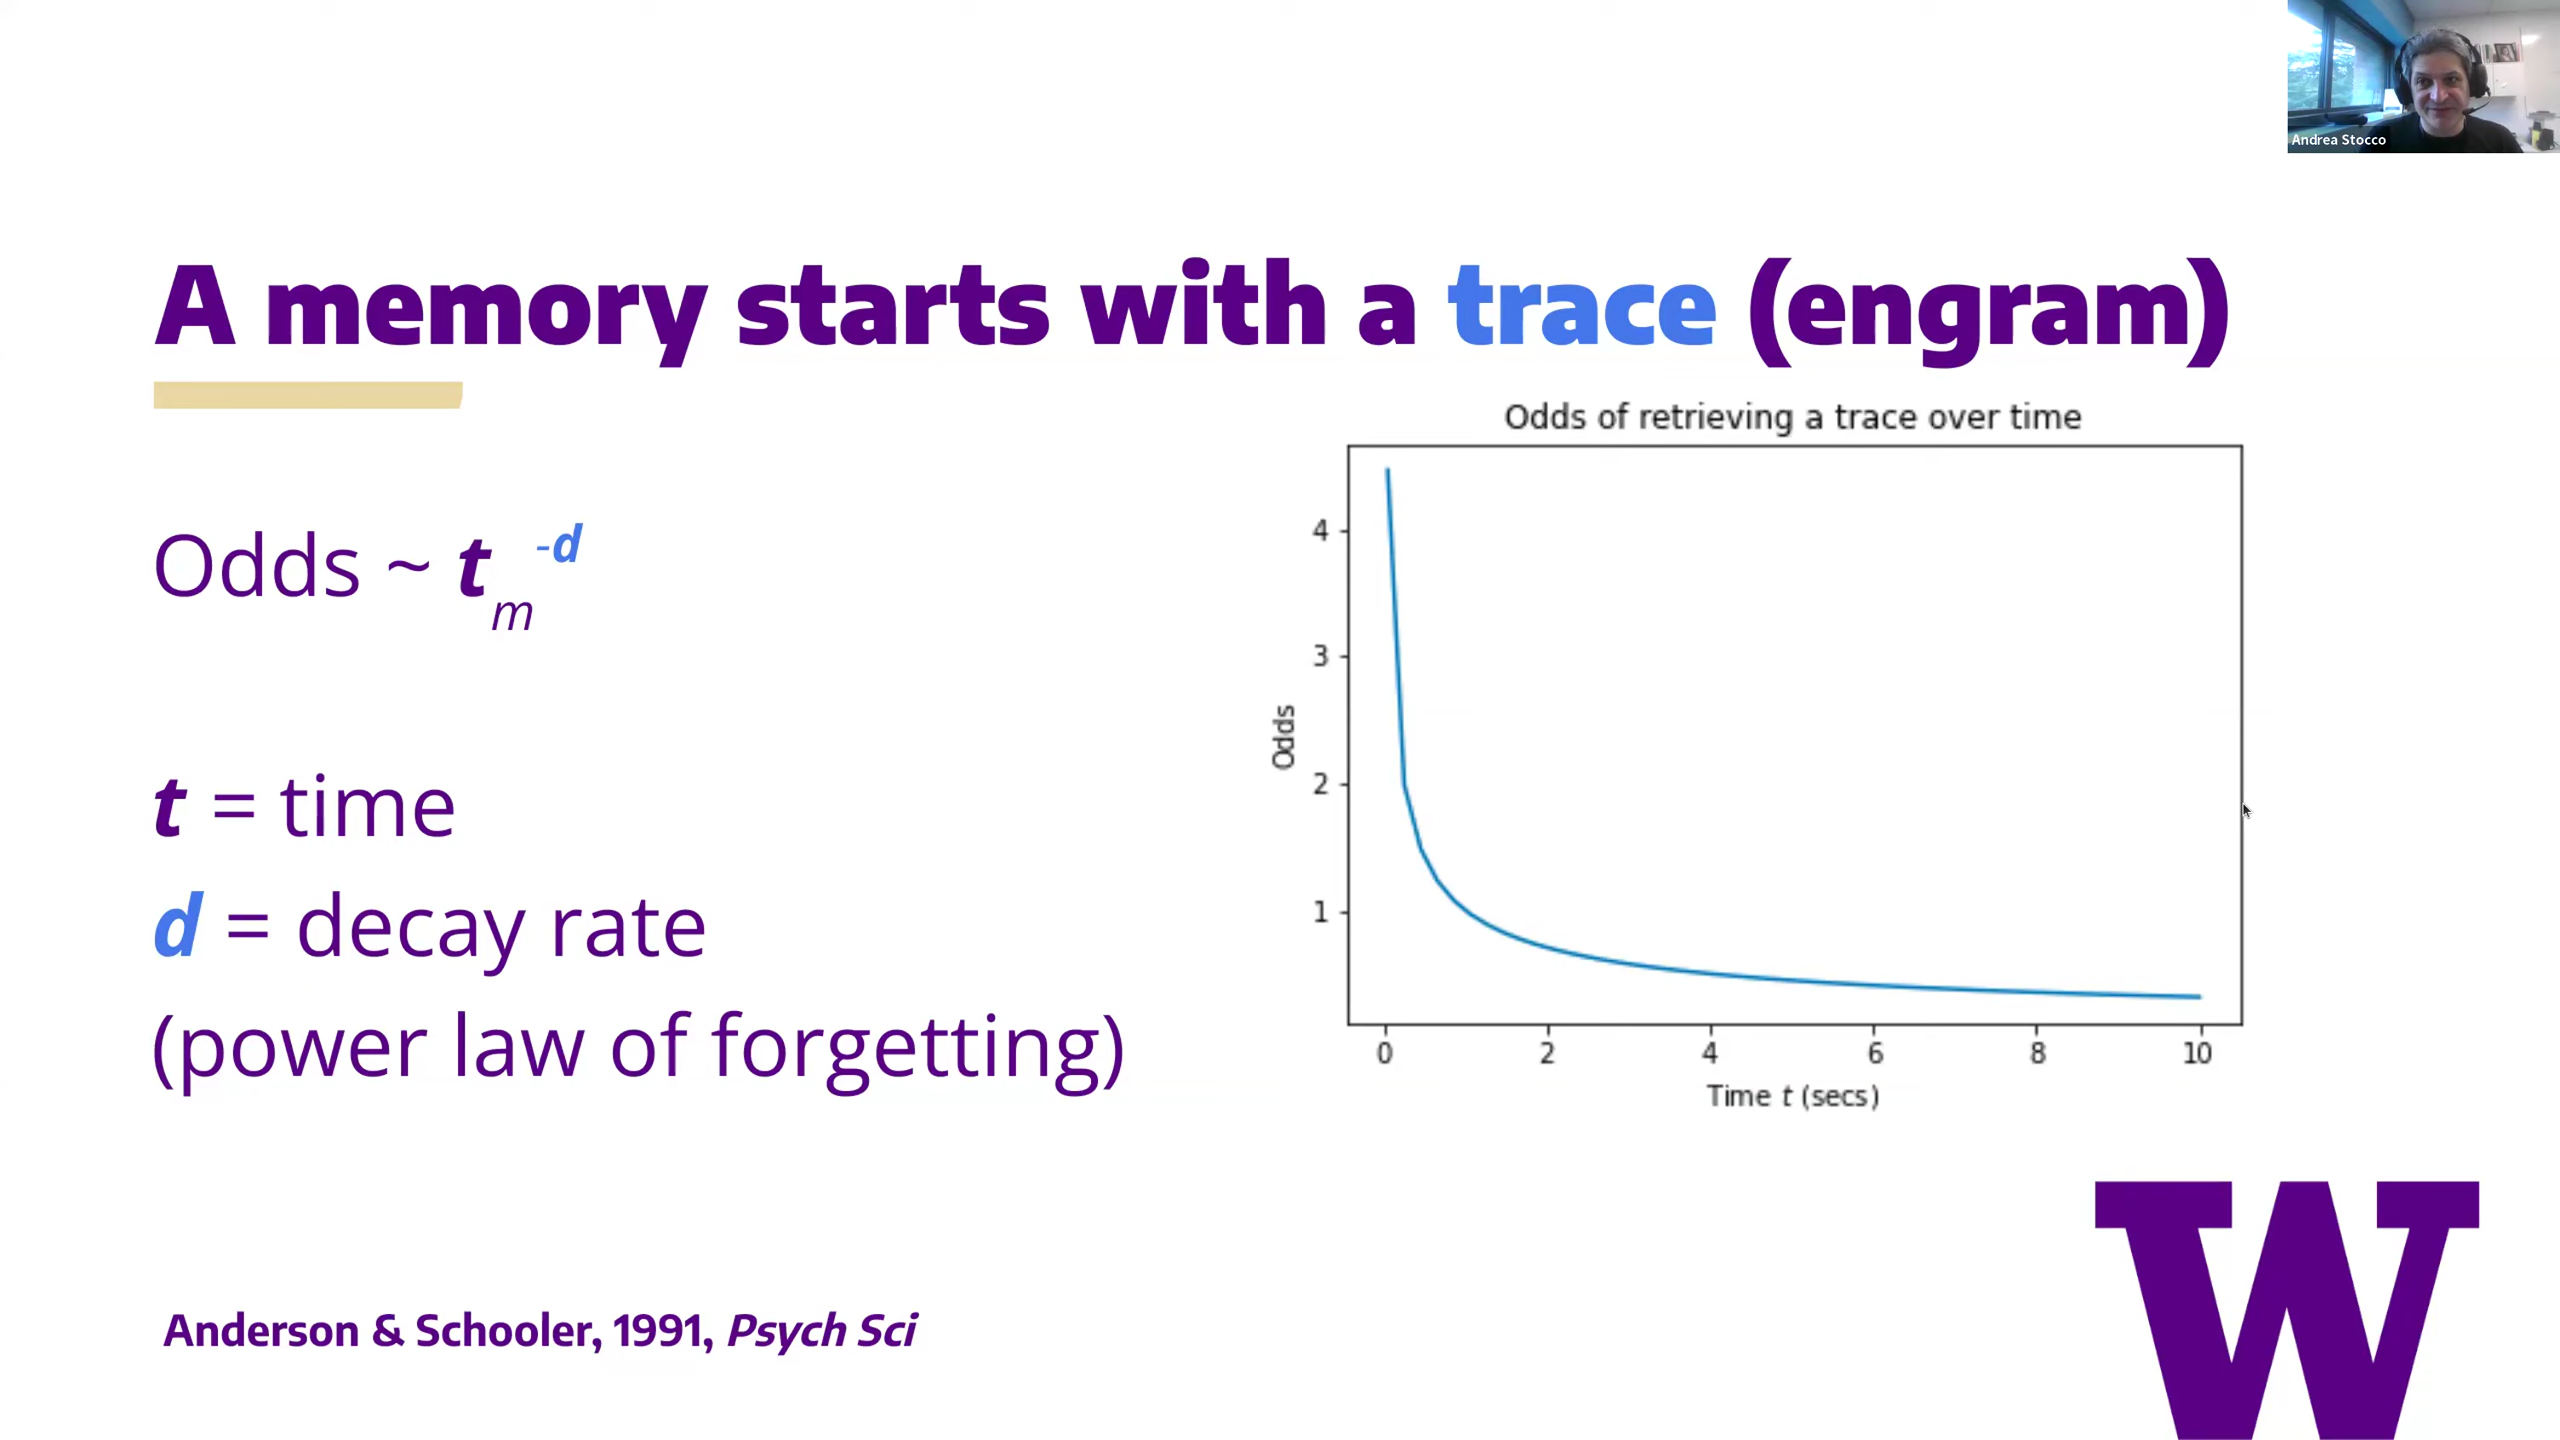 Andrea Stocco
A memory starts with a trace (engram)
Odds ~ t_m^-d
t = time
d = decay rate
(power law of forgetting)
Odds of retrieving a trace over time
4
3
2
1
Odds
0 2 4 6 8 10
Time t (secs)
Anderson & Schooler, 1991, Psych Sci
W